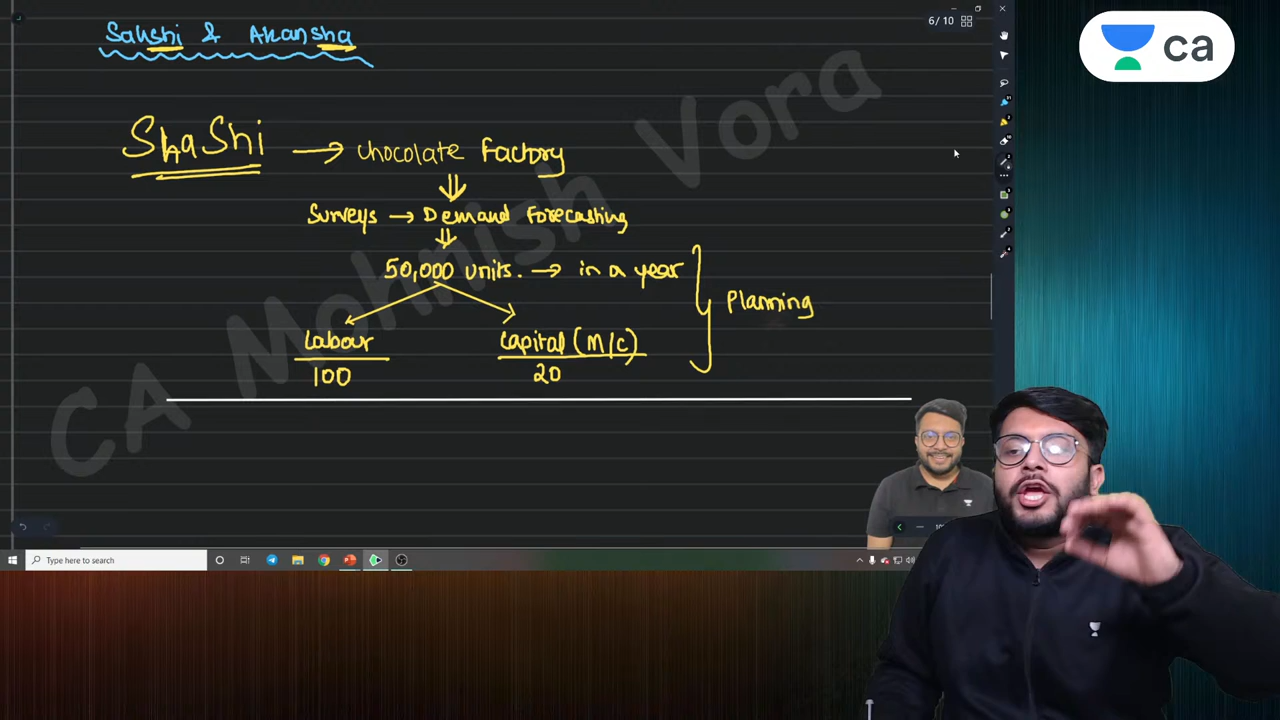 Sakshi & Akansha
6/10
ca
ShaShi → Chocolate Factory
Surveys → Demand Forecasting
50,000 units. → in a year
Planning
Labour
Capital (M/C)
100
20
CA Mohnish Vora
Type here to search